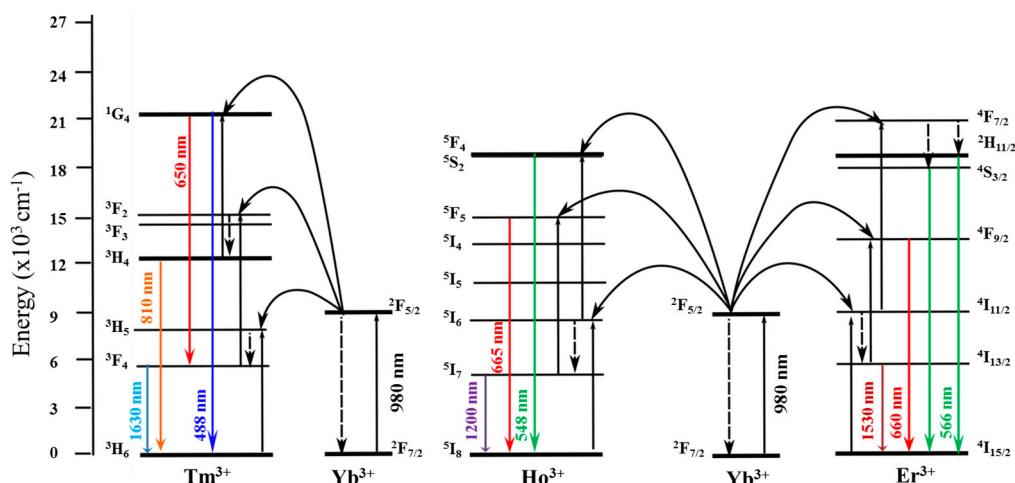 Energy (x10³ cm⁻¹)
27
24
21
18
15
12
9
6
3
0
¹G₄
³F₂
³F₃
³H₄
³H₅
³F₄
³H₆
650 nm
810 nm
1630 nm
488 nm
Tm³⁺
²F₅/₂
980 nm
²F₇/₂
Yb³⁺
⁵F₄
⁵S₂
⁵F₅
⁵I₄
⁵I₅
⁵I₆
⁵I₇
⁵I₈
1200 nm
665 nm
548 nm
Ho³⁺
²F₅/₂
980 nm
²F₇/₂
Yb³⁺
⁴F₇/₂
²H₁₁/₂
⁴S₃/₂
⁴F₉/₂
⁴I₁₁/₂
⁴I₁₃/₂
⁴I₁₅/₂
1530 nm
660 nm
566 nm
Er³⁺